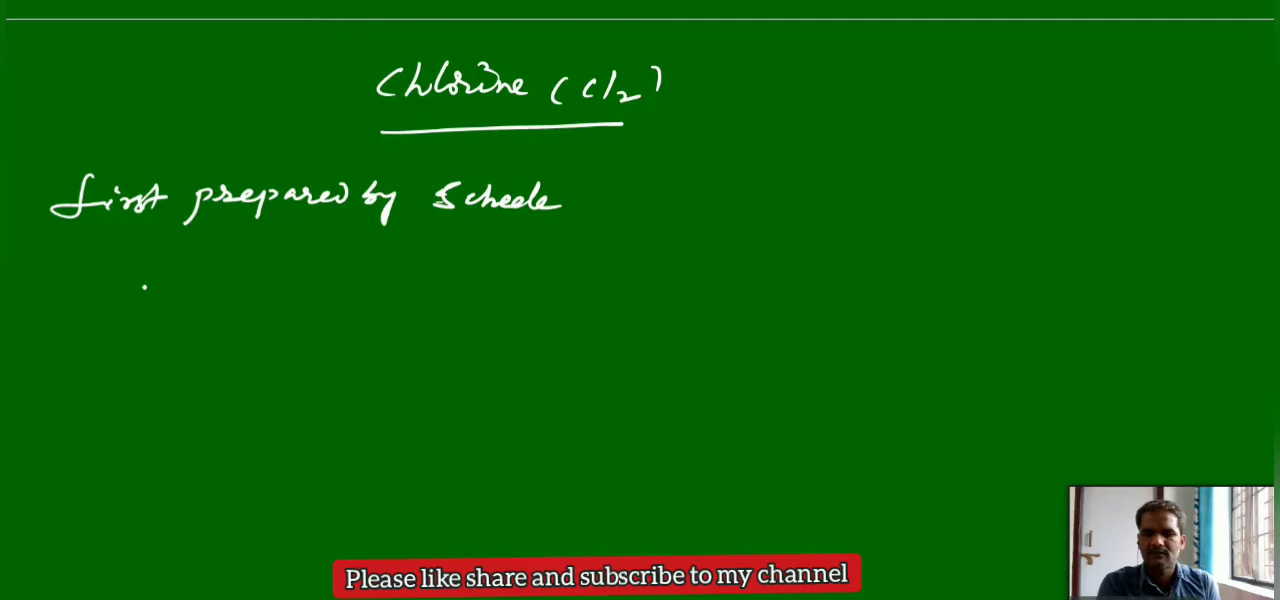 Chlorine (Cl2)
First prepared by Scheele
Please like share and subscribe to my channel